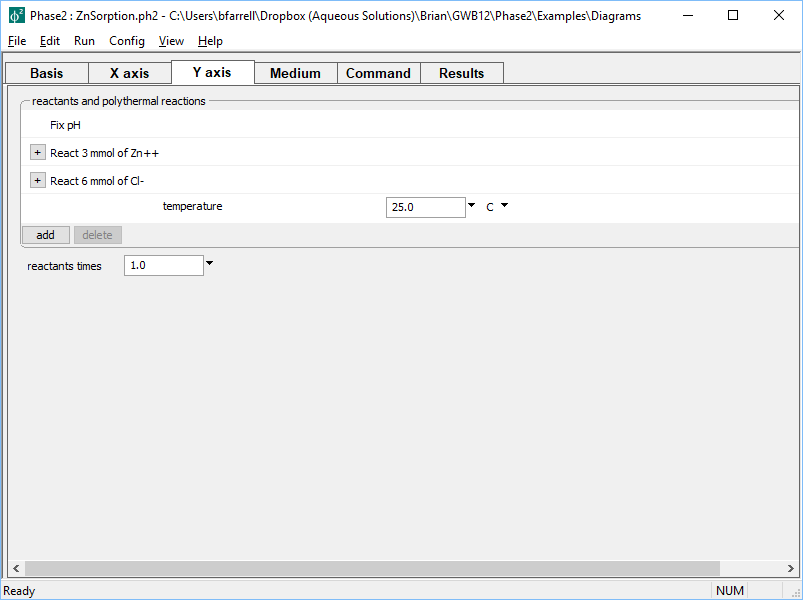 Phase2 : ZnSorption.ph2 - C:\Users\bfarrell\Dropbox (Aqueous Solutions)\Brian\GWB12\Phase2\Examples\Diagrams
File Edit Run Config View Help
Basis X axis Y axis Medium Command Results
reactants and polythermal reactions
Fix pH
+ React 3 mmol of Zn++
+ React 6 mmol of Cl-
temperature 25.0 C
add delete
reactants times 1.0
Ready NUM